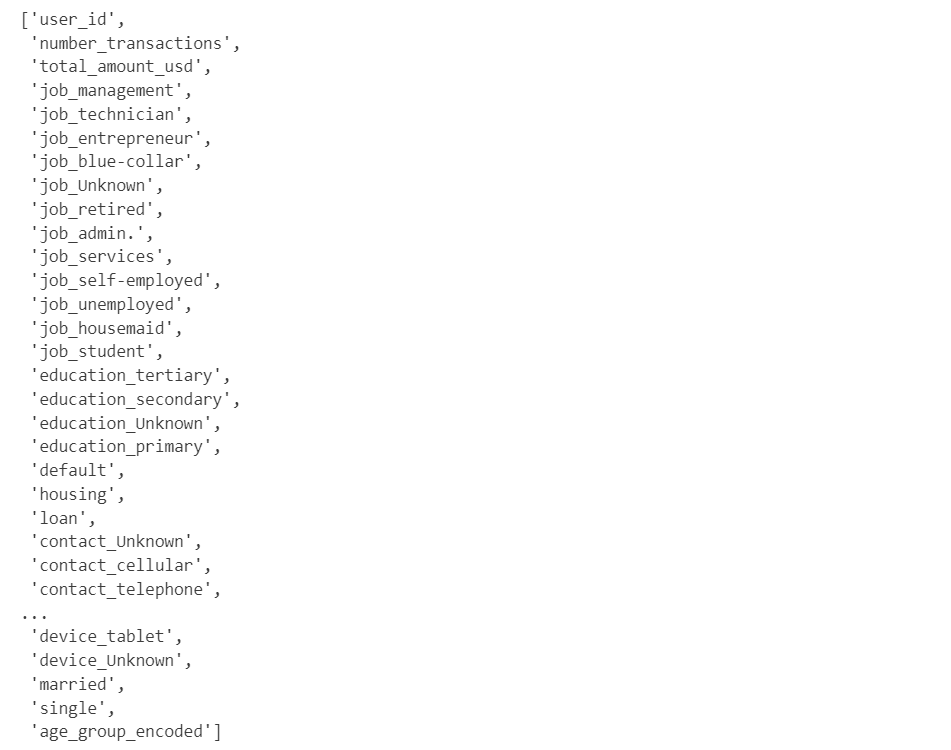 ['user_id',
'number_transactions',
'total_amount_usd',
'job_management',
'job_technician',
'job_entrepreneur',
'job_blue-collar',
'job_Unknown',
'job_retired',
'job_admin.',
'job_services',
'job_self-employed',
'job_unemployed',
'job_housemaid',
'job_student',
'education_tertiary',
'education_secondary',
'education_Unknown',
'education_primary',
'default',
'housing',
'loan',
'contact_Unknown',
'contact_cellular',
'contact_telephone',
...
'device_tablet',
'device_Unknown',
'married',
'single',
'age_group_encoded']